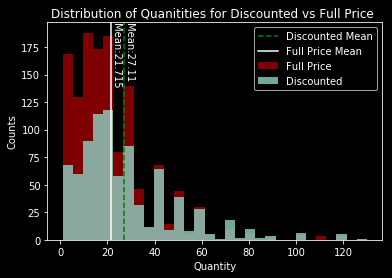 Distribution of Quanitities for Discounted vs Full Price
Discounted Mean
Full Price Mean
Full Price
Discounted
Mean:21.715
Mean:27.11
Counts
175
150
125
100
75
50
25
0
0 20 40 60 80 100 120
Quantity